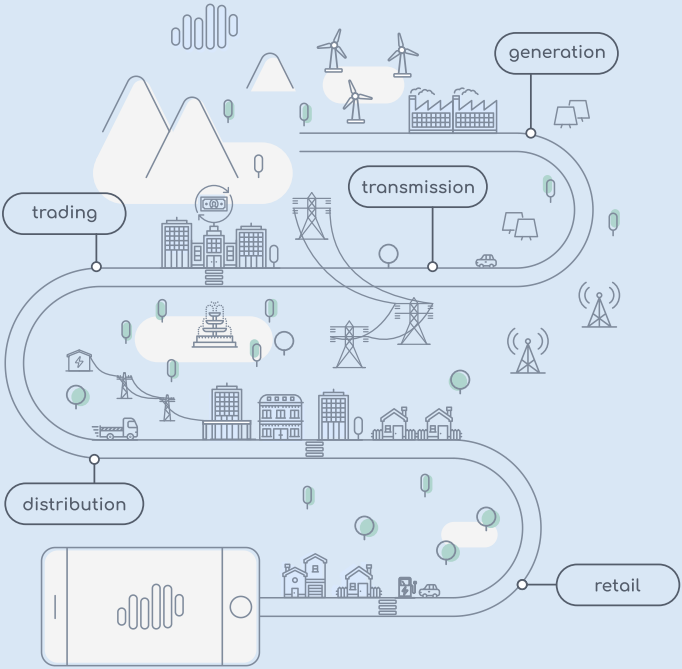 generation
transmission
trading
distribution
retail